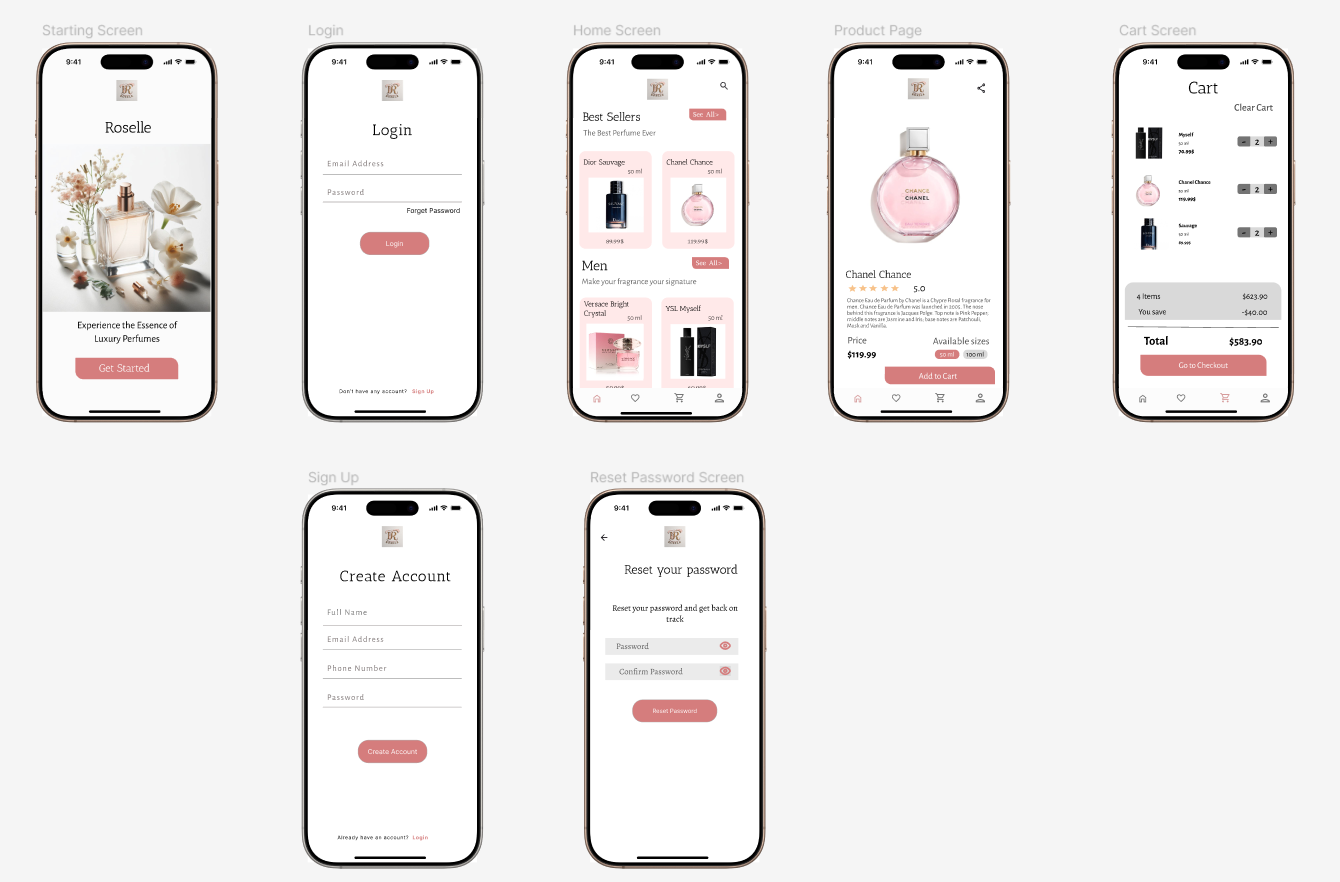 Starting Screen
9:41
Roselle
Experience the Essence of
Luxury Perfumes
Get Started
Login
9:41
Login
Email Address
Password
Forget Password
Login
Don't have any account? Sign Up
Home Screen
9:41
Best Sellers
See All>
The Best Perfume Ever
Dior Sauvage
50 ml
89.99$
Chanel Chance
50 ml
119.99$
Men
See All>
Make your fragrance your signature
Versace Bright
Crystal
50 ml
YSL Myself
50 ml
MYSLF
Product Page
9:41
CHANCE
CHANEL
Chanel Chance
5.0
Chance Eau de Parfum by Chanel is a Chypre Floral fragrance for
men. Chance Eau de Parfum was launched in 2005. The nose
behind this fragrance is Jacques Polge. Top note is Pink Pepper,
middle notes are Jasmine and Iris; base notes are Patchouli,
Musk and Vanilla.
Price
Available sizes
$119.99
50 ml
100 ml
Add to Cart
Cart Screen
9:41
Cart
Clear Cart
Myself
50 ml
70.99$
- 2 +
Chanel Chance
50 ml
119.99$
- 2 +
Sauvage
50 ml
89.99$
- 2 +
4 Items
$623.90
You save
-$40.00
Total
$583.90
Go to Checkout
Sign Up
9:41
Create Account
Full Name
Email Address
Phone Number
Password
Create Account
Already have an account? Login
Reset Password Screen
9:41
Reset your password
Reset your password and get back on
track
Password
Confirm Password
Reset Password